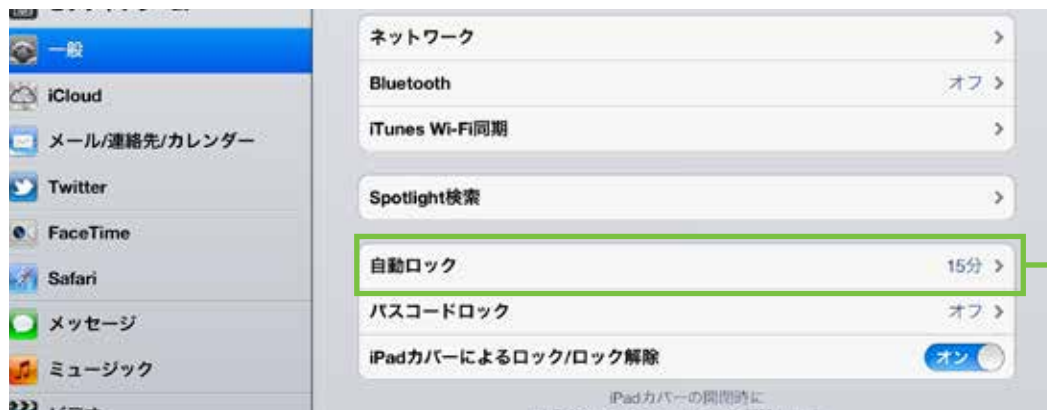 一般
iCloud
メール/連絡先/カレンダー
Twitter
FaceTime
Safari
メッセージ
ミュージック
ネットワーク
Bluetooth オフ
iTunes Wi-Fi同期
Spotlight検索
自動ロック 15分
パスコードロック オフ
iPadカバーによるロック/ロック解除 オン
iPadカバーの開閉時に